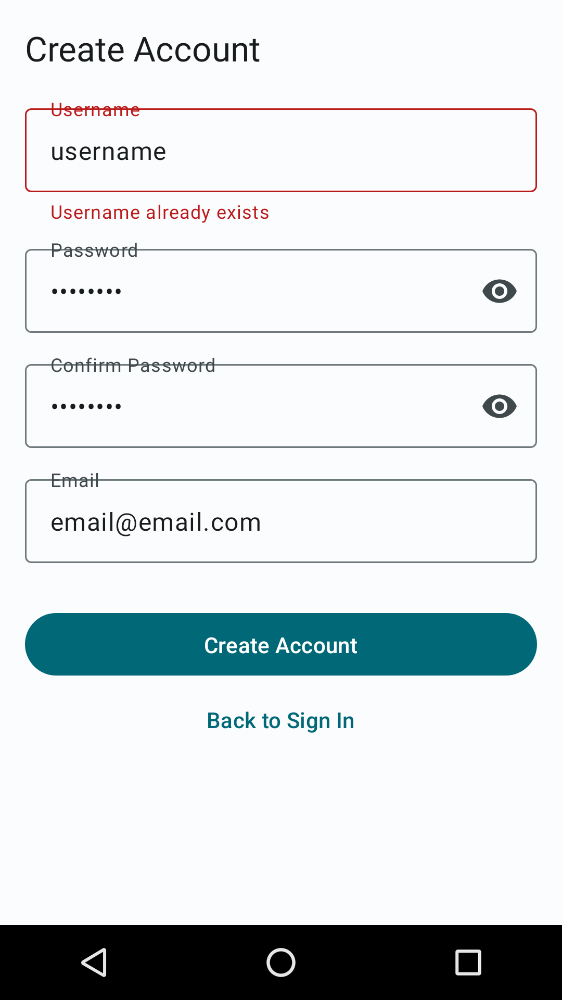 Create Account
Username
username
Username already exists
Password
••••••••
Confirm Password
••••••••
Email
email@email.com
Create Account
Back to Sign In